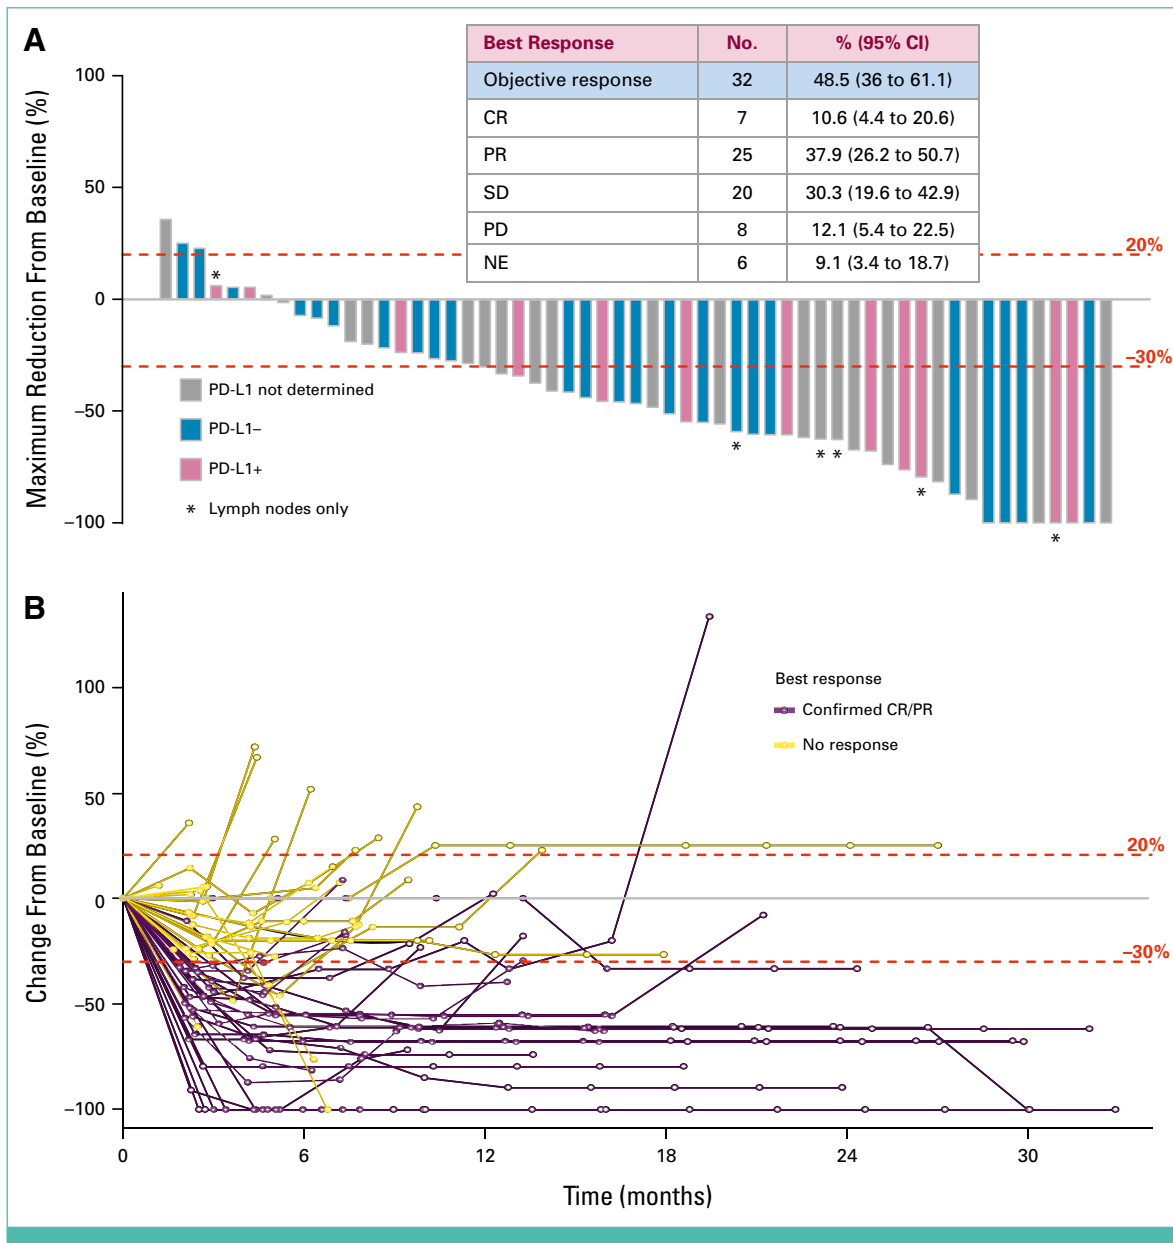 A
Best Response No. % (95% CI)
Objective response 32 48.5 (36 to 61.1)
CR 7 10.6 (4.4 to 20.6)
PR 25 37.9 (26.2 to 50.7)
SD 20 30.3 (19.6 to 42.9)
PD 8 12.1 (5.4 to 22.5)
NE 6 9.1 (3.4 to 18.7)
Maximum Reduction From Baseline (%)
100
50
0
–50
–100
20%
–30%
*
PD-L1 not determined
PD-L1–
PD-L1+
* Lymph nodes only
*
* *
*
*
B
Change From Baseline (%)
100
50
0
–50
–100
Best response
Confirmed CR/PR
No response
20%
–30%
0 6 12 18 24 30
Time (months)